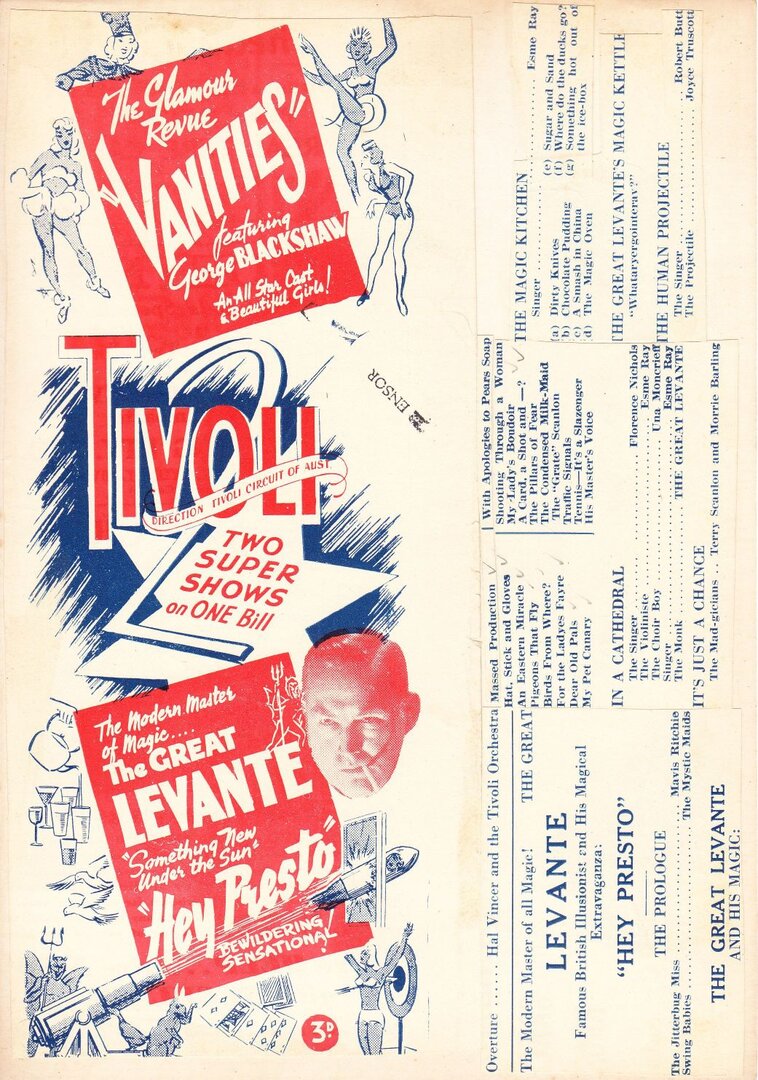 The Glamour
Revue
"VANITIES"
featuring
George BLACKSHAW
An All Star Cast
& Beautiful Girls!
TIVOLI
DIRECTION TIVOLI CIRCUIT OF AUST.
ENSOR
TWO
SUPER
SHOWS
on ONE Bill
The Modern Master
of Magic....
The GREAT
LEVANTE
"Something New
Under the Sun"
"Hey Presto"
BEWILDERING
SENSATIONAL!
3D.
Overture ...... Hal Vincer and the Tivoli Orchestra
The Modern Master of all Magic! THE GREAT
LEVANTE
Famous British Illusionist and His Magical
Extravaganza:
"HEY PRESTO"
THE PROLOGUE
The Jitterbug Miss .................... Mavis Ritchie
Swing Babies .................... The Mystic Maids
THE GREAT LEVANTE
AND HIS MAGIC:
Massed Production
Hat, Stick and Gloves
An Eastern Miracle
Pigeons That Fly
Birds From Where?
For the Ladyes Fayre
Dear Old Pals
My Pet Canary
With Apologies to Pears Soap
Shooting Through a Woman
My Lady's Boudoir
A Card, a Shot and —?
The Pillars of Fear
The Condensed Milk-Maid
The "Grate" Scanlon
Traffic Signals
Tennis—It's a Slazenger
His Master's Voice
IN A CATHEDRAL
The Singer .................... Florence Nichols
The Violiniste .................... Esme Ray
The Choir Boy .................... Una Moncrieff
Singer .................... Esme Ray
The Monk .................... THE GREAT LEVANTE
IT'S JUST A CHANCE
The Mad-gicians .. Terry Scanlon and Morrie Barling
THE MAGIC KITCHEN
Singer .................... Esme Ray
(a) Dirty Knives
(b) Chocolate Pudding
(c) A Smash in China
(d) The Magic Oven
(e) Sugar and Sand
(f) Where do the ducks go?
(g) Something hot out of
the ice-box
THE GREAT LEVANTE'S MAGIC KETTLE
"Whataryergointerav?"
THE HUMAN PROJECTILE
The Singer .................... Robert Butt
The Projectile .................... Joyce Truscott